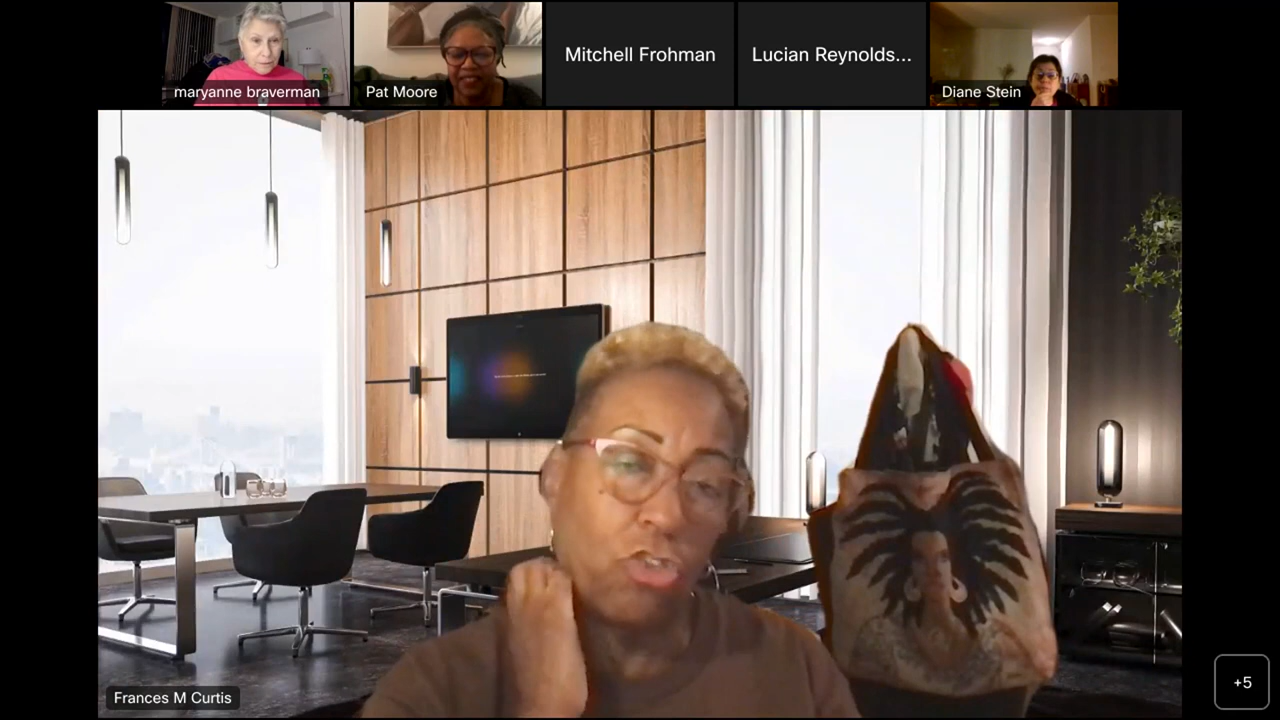 maryanne braverman
Pat Moore
Mitchell Frohman
Lucian Reynolds...
Diane Stein
Frances M Curtis
+5